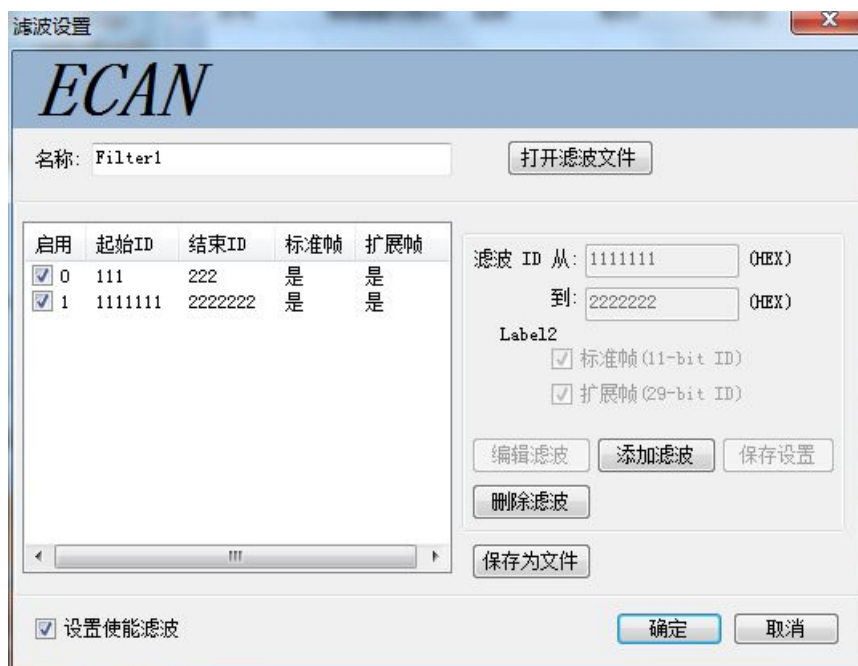 滤波设置
ECAN
名称: Filter1 打开滤波文件
启用 起始ID 结束ID 标准帧 扩展帧
0 111 222 是 是
1 1111111 2222222 是 是
滤波 ID 从: 1111111 (HEX)
到: 2222222 (HEX)
Label2
标准帧(11-bit ID)
扩展帧(29-bit ID)
编辑滤波 添加滤波 保存设置
删除滤波
保存为文件
设置使能滤波 确定 取消